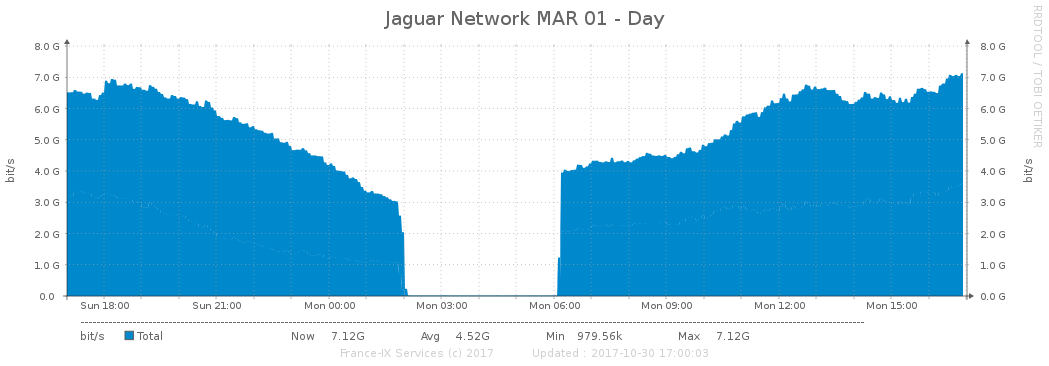 Jaguar Network MAR 01 - Day
RRDTOOL / TOBI OETIKER
8.0 G 8.0 G
7.0 G 7.0 G
6.0 G 6.0 G
5.0 G 5.0 G
4.0 G 4.0 G
3.0 G 3.0 G
2.0 G 2.0 G
1.0 G 1.0 G
0.0 0.0 G
bit/s
bit/s
Sun 18:00 Sun 21:00 Mon 00:00 Mon 03:00 Mon 06:00 Mon 09:00 Mon 12:00 Mon 15:00
bit/s Total Now 7.12G Avg 4.52G Min 979.56k Max 7.12G
France-IX Services (c) 2017 Updated : 2017-10-30 17:00:03